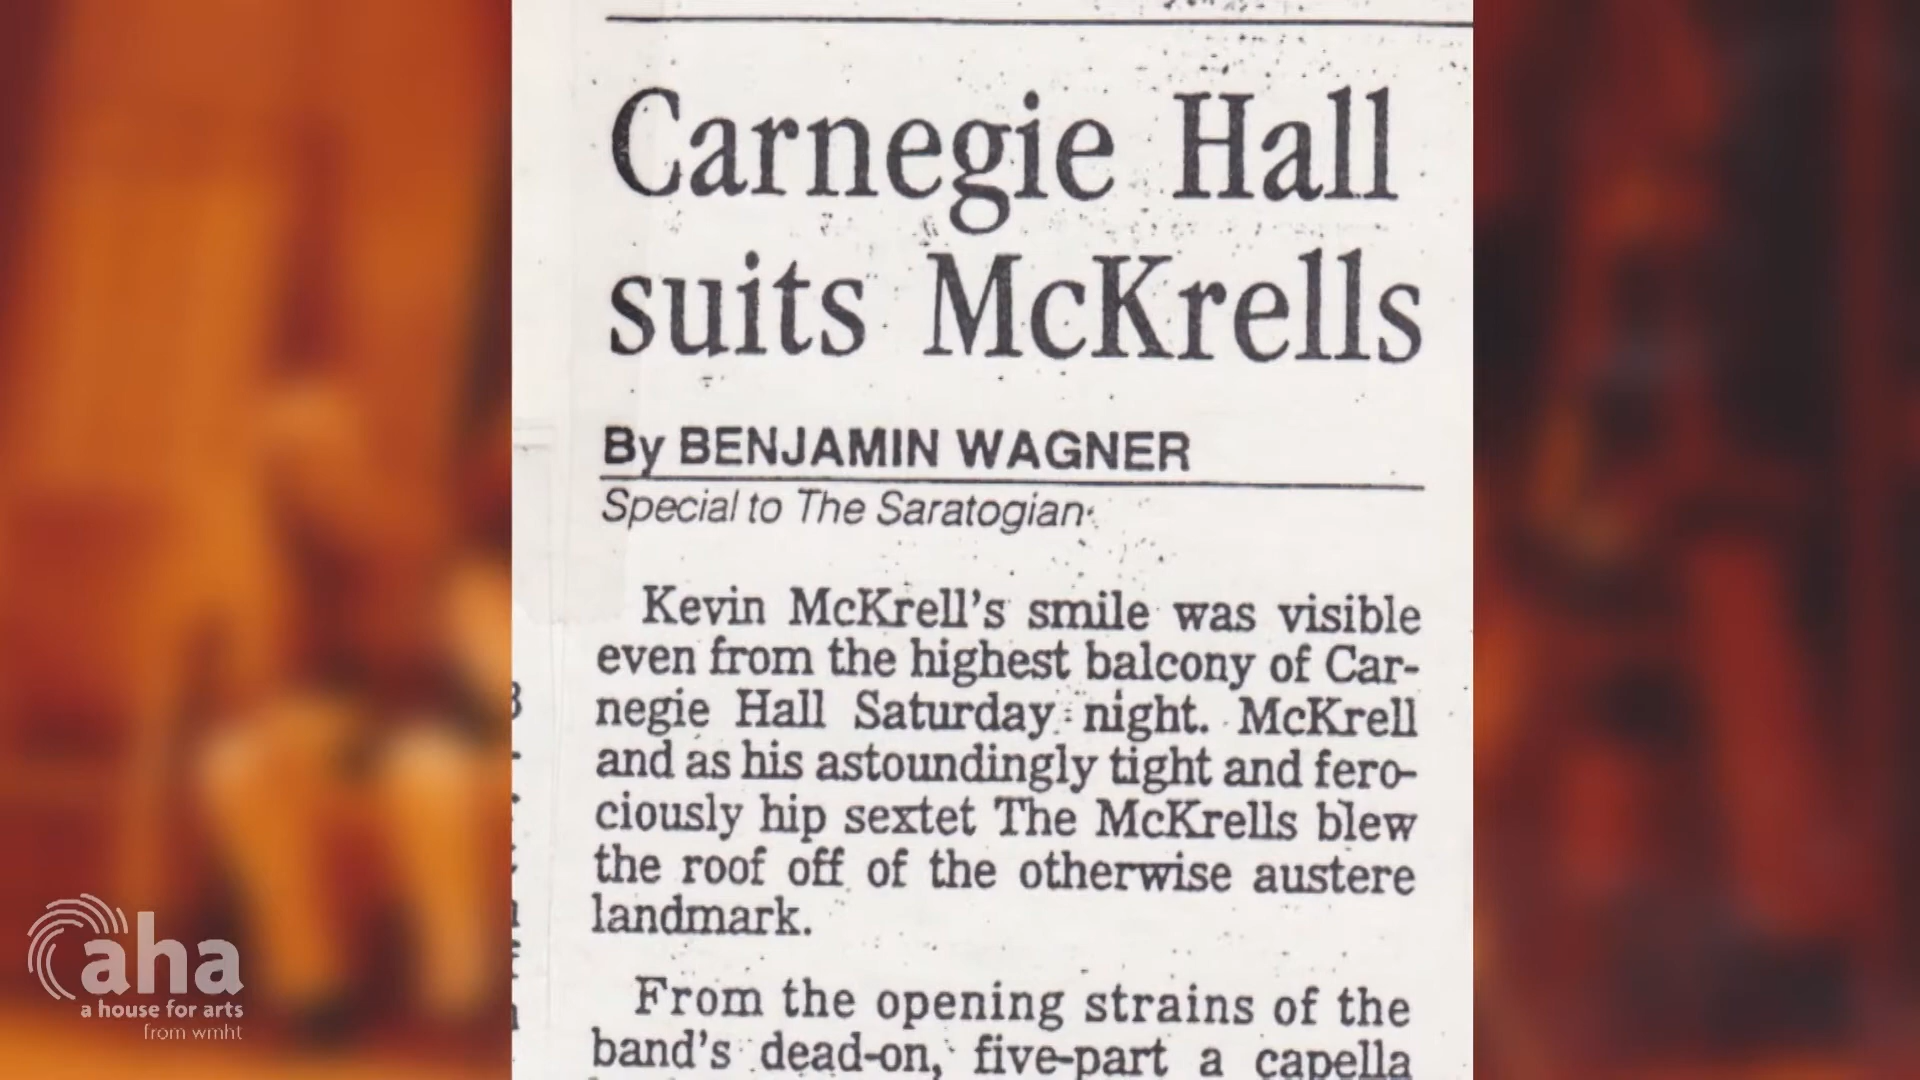 Carnegie Hall
suits McKrells
By BENJAMIN WAGNER
Special to The Saratogian
Kevin McKrell's smile was visible
even from the highest balcony of Car-
negie Hall Saturday night. McKrell
and as his astoundingly tight and fero-
ciously hip sextet The McKrells blew
the roof off of the otherwise austere
landmark.
From the opening strains of the
band's dead-on, five-part a capella
aha
a house for arts
from wmht